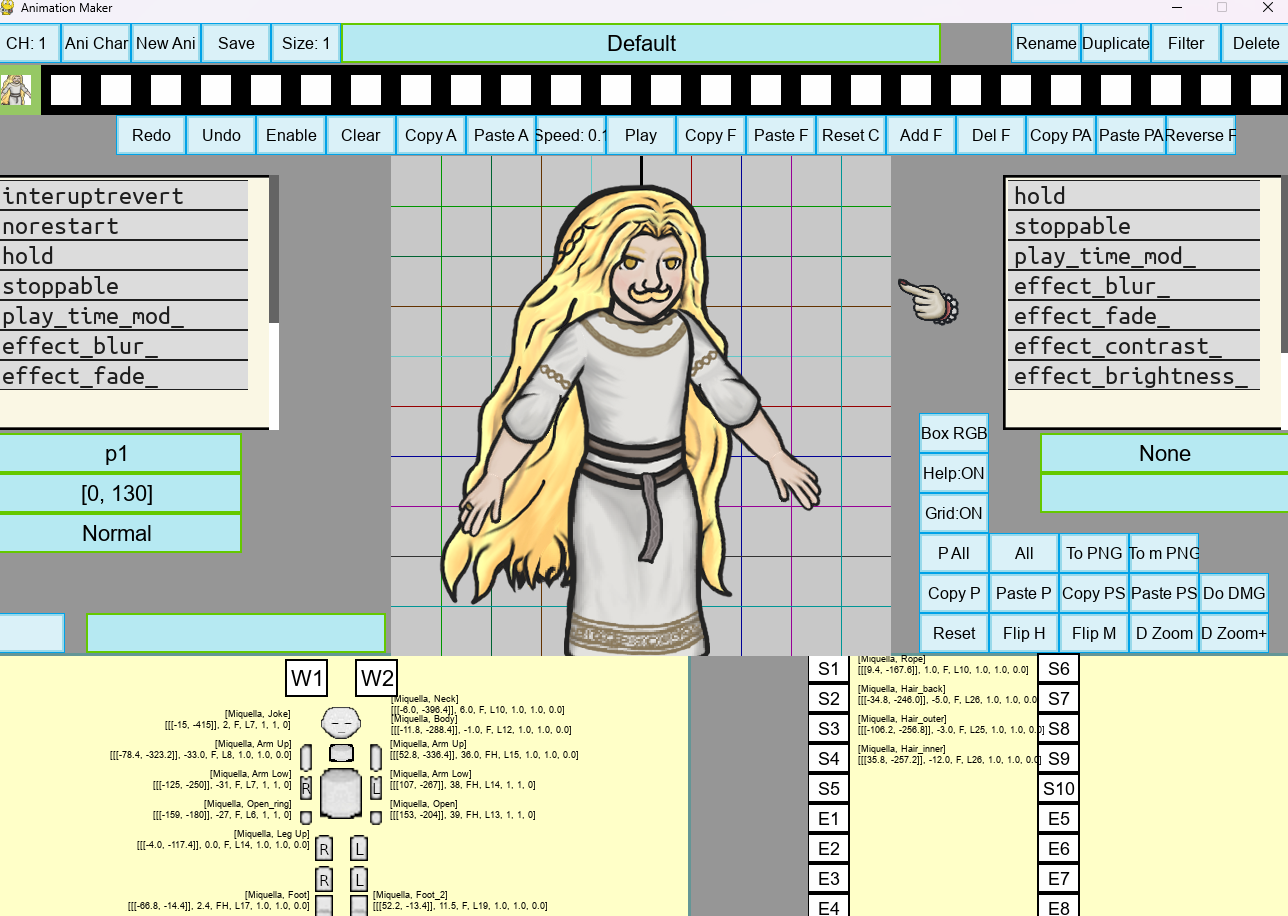 Animation Maker
CH: 1 Ani Char New Ani Save Size: 1 Default Rename Duplicate Filter Delete
Redo Undo Enable Clear Copy A Paste A Speed: 0.1 Play Copy F Paste F Reset C Add F Del F Copy PA Paste PA Reverse F
interuptrevert
norestart
hold
stoppable
play_time_mod_
effect_blur_
effect_fade_
p1
[0, 130]
Normal
hold
stoppable
play_time_mod_
effect_blur_
effect_fade_
effect_contrast_
effect_brightness_
None
Box RGB
Help:ON
Grid:ON
P All All To PNG To m PNG
Copy P Paste P Copy PS Paste PS Do DMG
Reset Flip H Flip M D Zoom D Zoom+
W1 W2
[Miquella, Neck]
[[[-6.0, -396.4]], 6.0, F, L10, 1.0, 1.0, 0.0]
[Miquella, Joke]
[[[-15, -415]], 2, F, L7, 1, 1, 0]
[Miquella, Body]
[[[-11.8, -288.4]], -1.0, F, L12, 1.0, 1.0, 0.0]
[Miquella, Arm Up]
[[[-78.4, -323.2]], -33.0, F, L8, 1.0, 1.0, 0.0]
[Miquella, Arm Up]
[[[52.8, -336.4]], 36.0, FH, L15, 1.0, 1.0, 0.0]
[Miquella, Arm Low]
[[[-125, -250]], -31, F, L7, 1, 1, 0]
R L
[Miquella, Arm Low]
[[[107, -267]], 38, FH, L14, 1, 1, 0]
[Miquella, Open_ring]
[[[-159, -180]], -27, F, L6, 1, 1, 0]
[Miquella, Open]
[[[153, -204]], 39, FH, L13, 1, 1, 0]
[Miquella, Leg Up]
[[[-4.0, -117.4]], 0.0, F, L14, 1.0, 1.0, 0.0]
R L
R L
[Miquella, Foot]
[[[-66.8, -14.4]], 2.4, FH, L17, 1.0, 1.0, 0.0]
[Miquella, Foot_2]
[[[52.2, -13.4]], 11.5, F, L19, 1.0, 1.0, 0.0]
S1
[Miquella, Rope]
[[[9.4, -167.6]], 1.0, F, L10, 1.0, 1.0, 0.0]
S6
S2
[Miquella, Hair_back]
[[[-34.8, -246.0]], -5.0, F, L26, 1.0, 1.0, 0.0
S7
S3
[Miquella, Hair_outer]
[[[-106.2, -256.8]], -3.0, F, L25, 1.0, 1.0, 0.0]
S8
S4
[Miquella, Hair_inner]
[[[35.8, -257.2]], -12.0, F, L26, 1.0, 1.0, 0.0]
S9
S5 S10
E1 E5
E2 E6
E3 E7
E4 E8